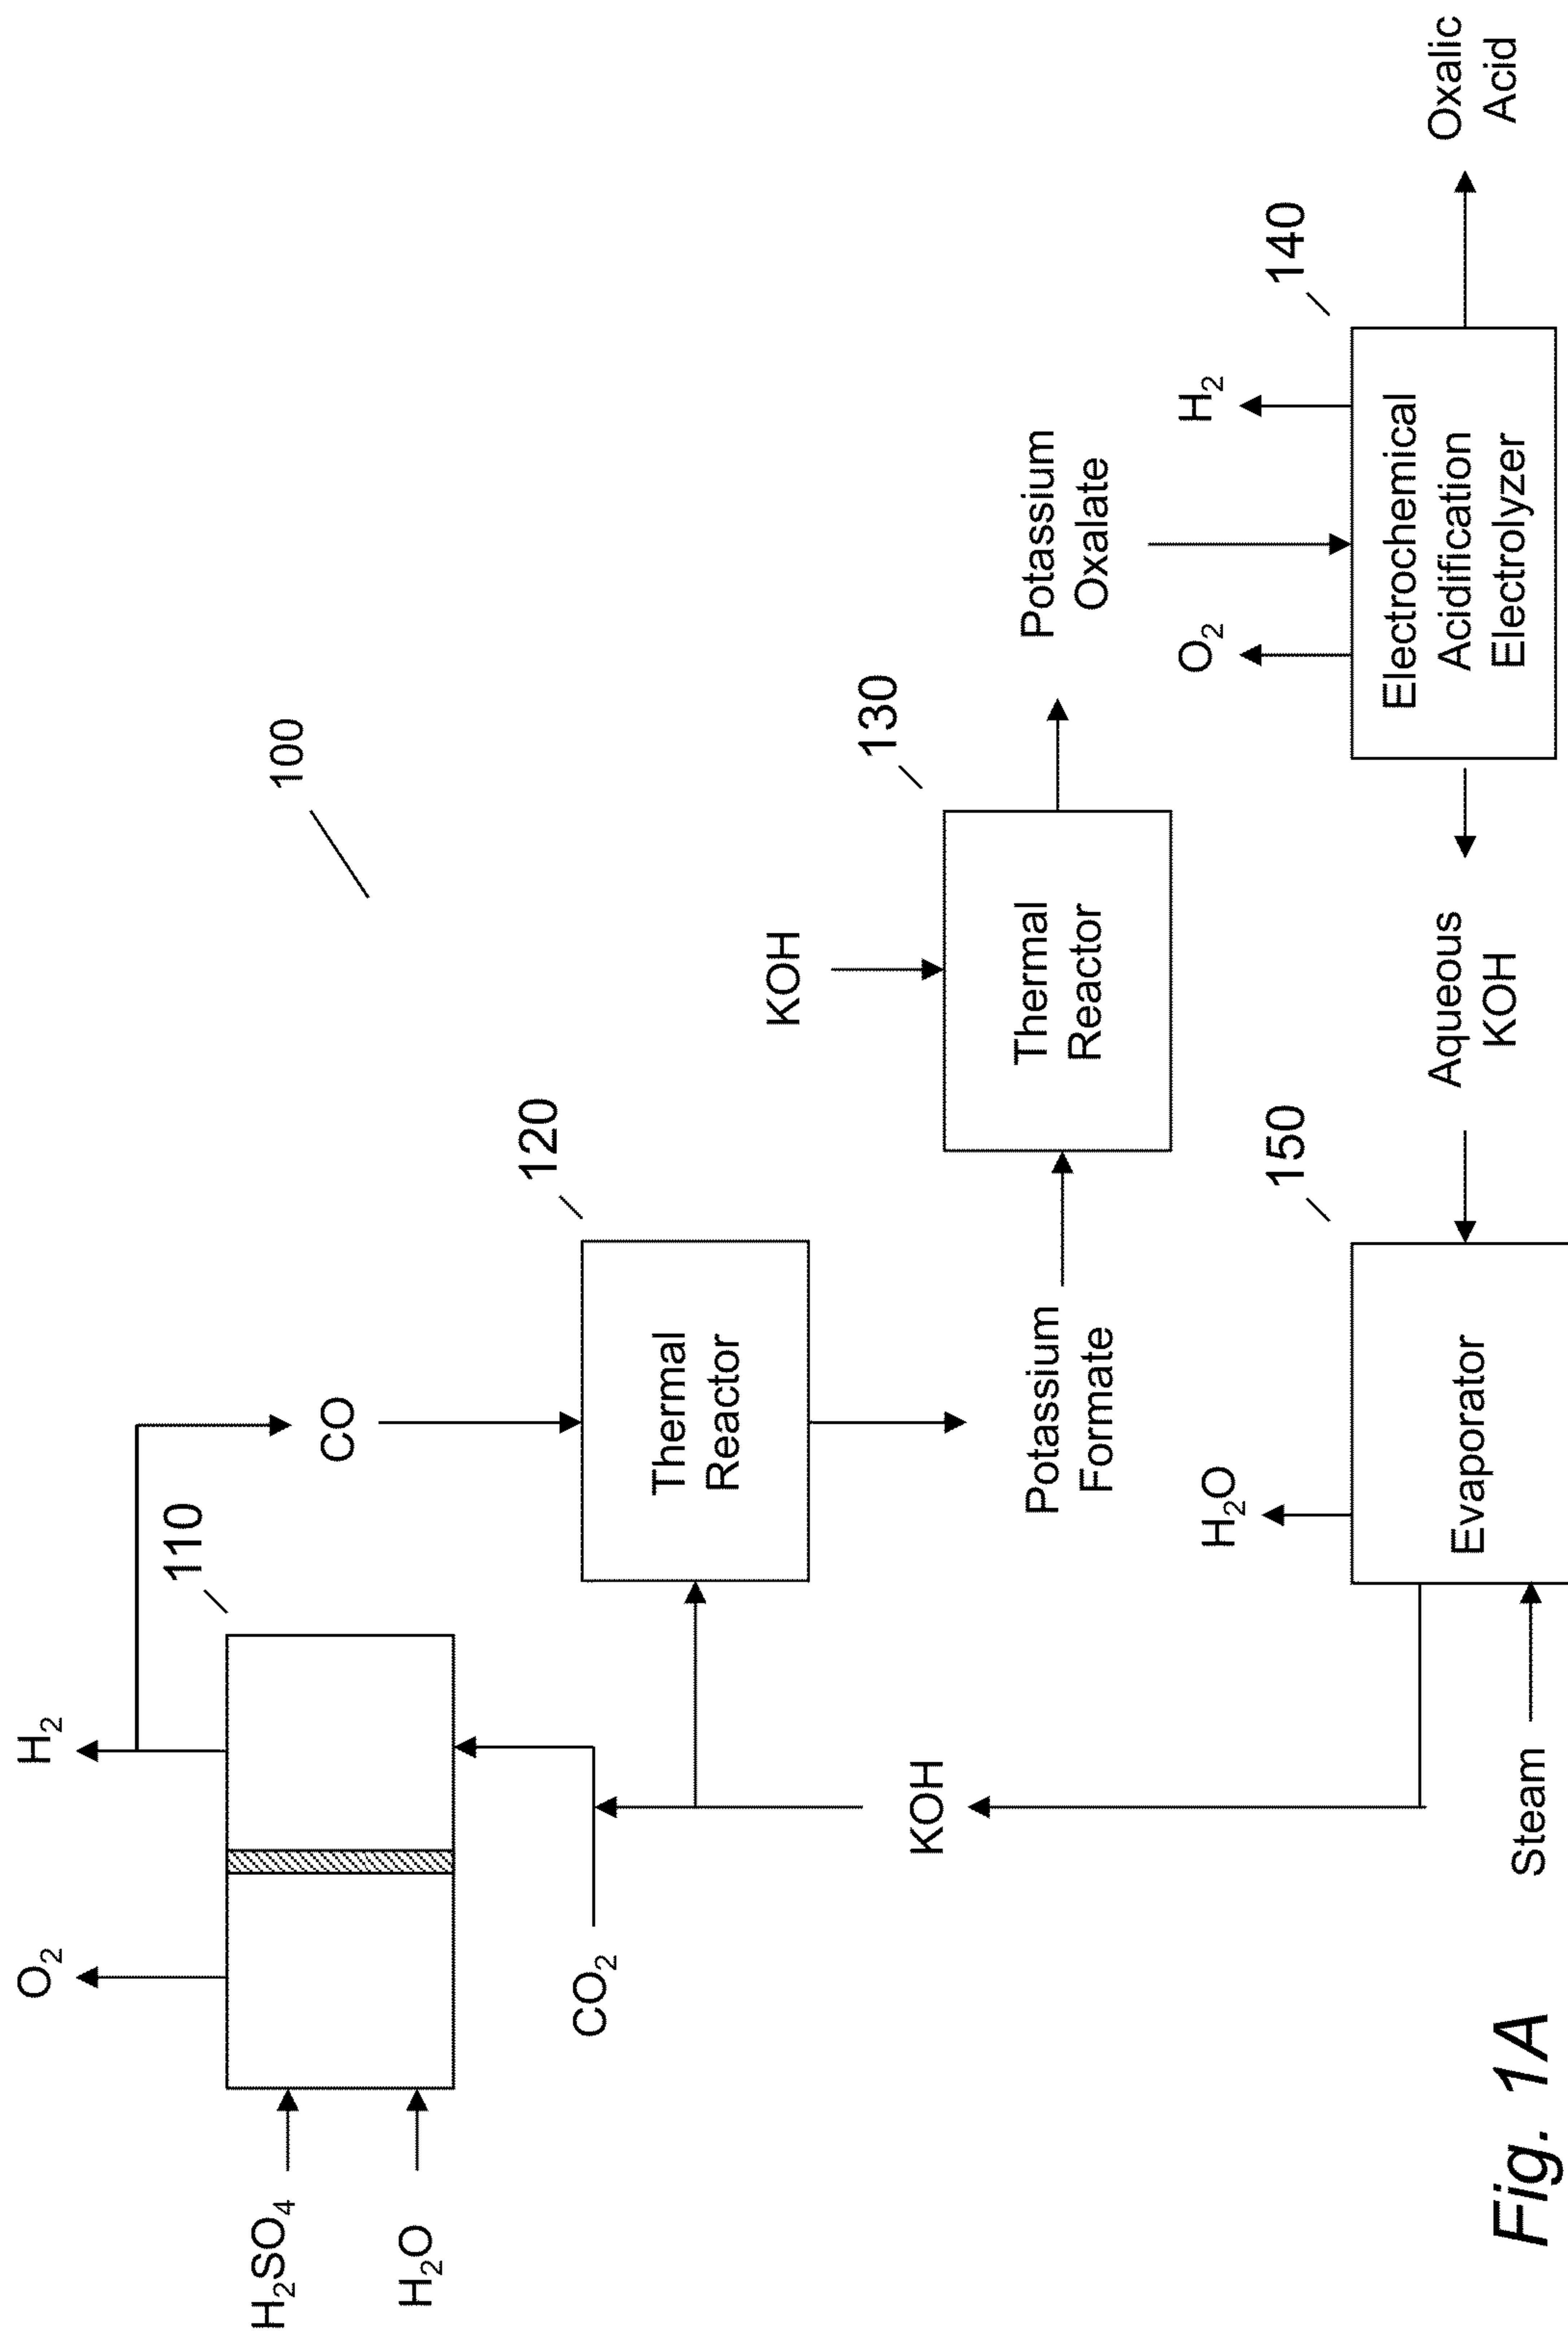 100
O₂
H₂
110
H₂SO₄
H₂O
CO
120
Thermal
Reactor
CO₂
KOH
130
KOH
Thermal
Reactor
Potassium
Formate
Potassium
Oxalate
O₂
H₂
140
Electrochemical
Acidification
Electrolyzer
Oxalic
Acid
Aqueous
KOH
150
H₂O
Evaporator
Steam
Fig. 1A